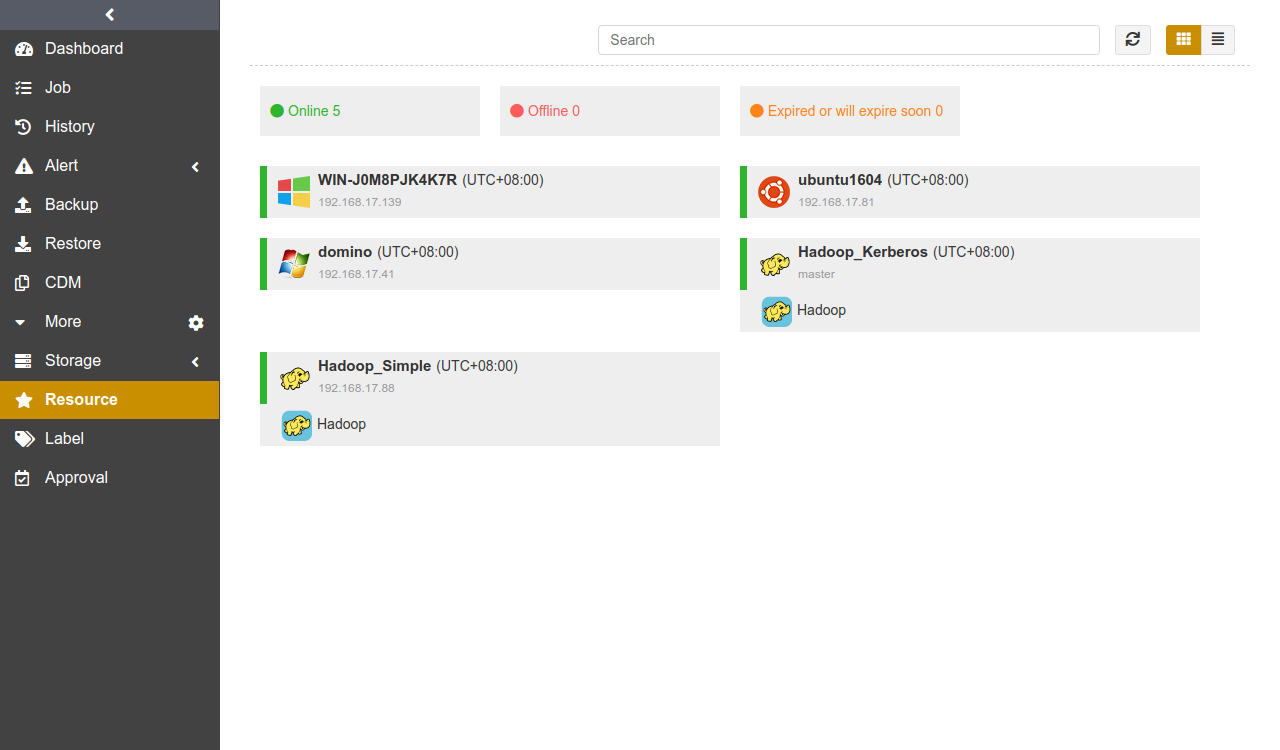 Dashboard
Job
History
Alert
Backup
Restore
CDM
More
Storage
Resource
Label
Approval
Search
Online 5
Offline 0
Expired or will expire soon 0
WIN-J0M8PJK4K7R (UTC+08:00)
192.168.17.139
ubuntu1604 (UTC+08:00)
192.168.17.81
domino (UTC+08:00)
192.168.17.41
Hadoop_Kerberos (UTC+08:00)
master
Hadoop
Hadoop_Simple (UTC+08:00)
192.168.17.88
Hadoop